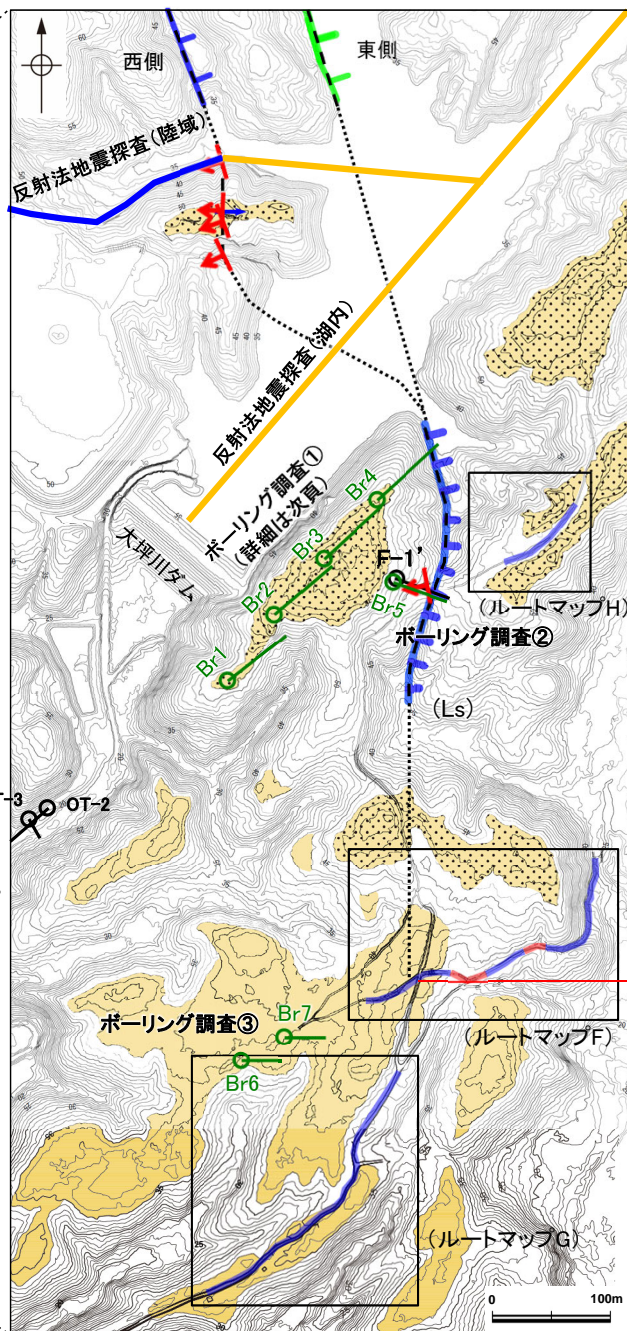 西側
東側
反射法地震探査(陸域)
反射法地震探査(湖内)
ボーリング調査①
(詳細は次頁)
大坪川ダム
Br4
Br3
Br2
Br1
F-1'
Br5
(ルートマップH)
ボーリング調査②
(Ls)
-3
OT-2
ボーリング調査③
Br7
Br6
(ルートマップF)
(ルートマップG)
0 100m